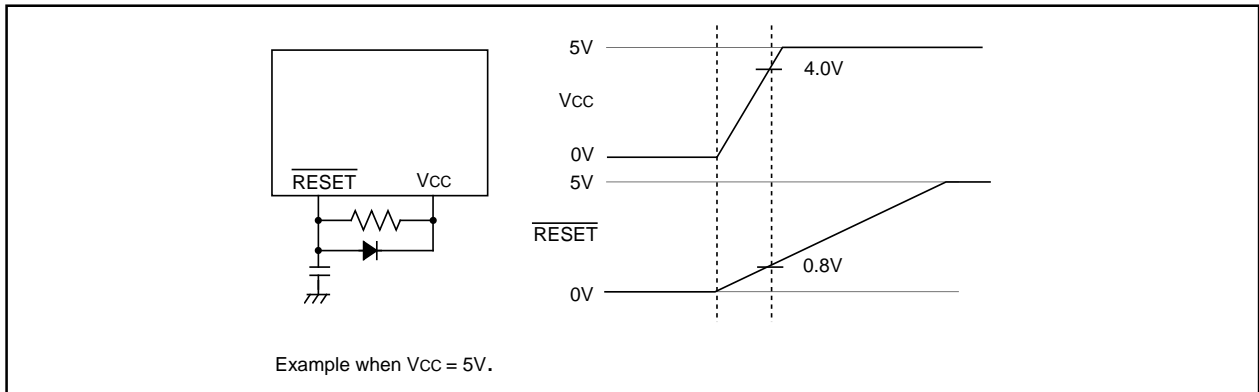 RESET VCC
5V
4.0V
VCC
0V
5V
RESET
0.8V
0V
Example when VCC = 5V.